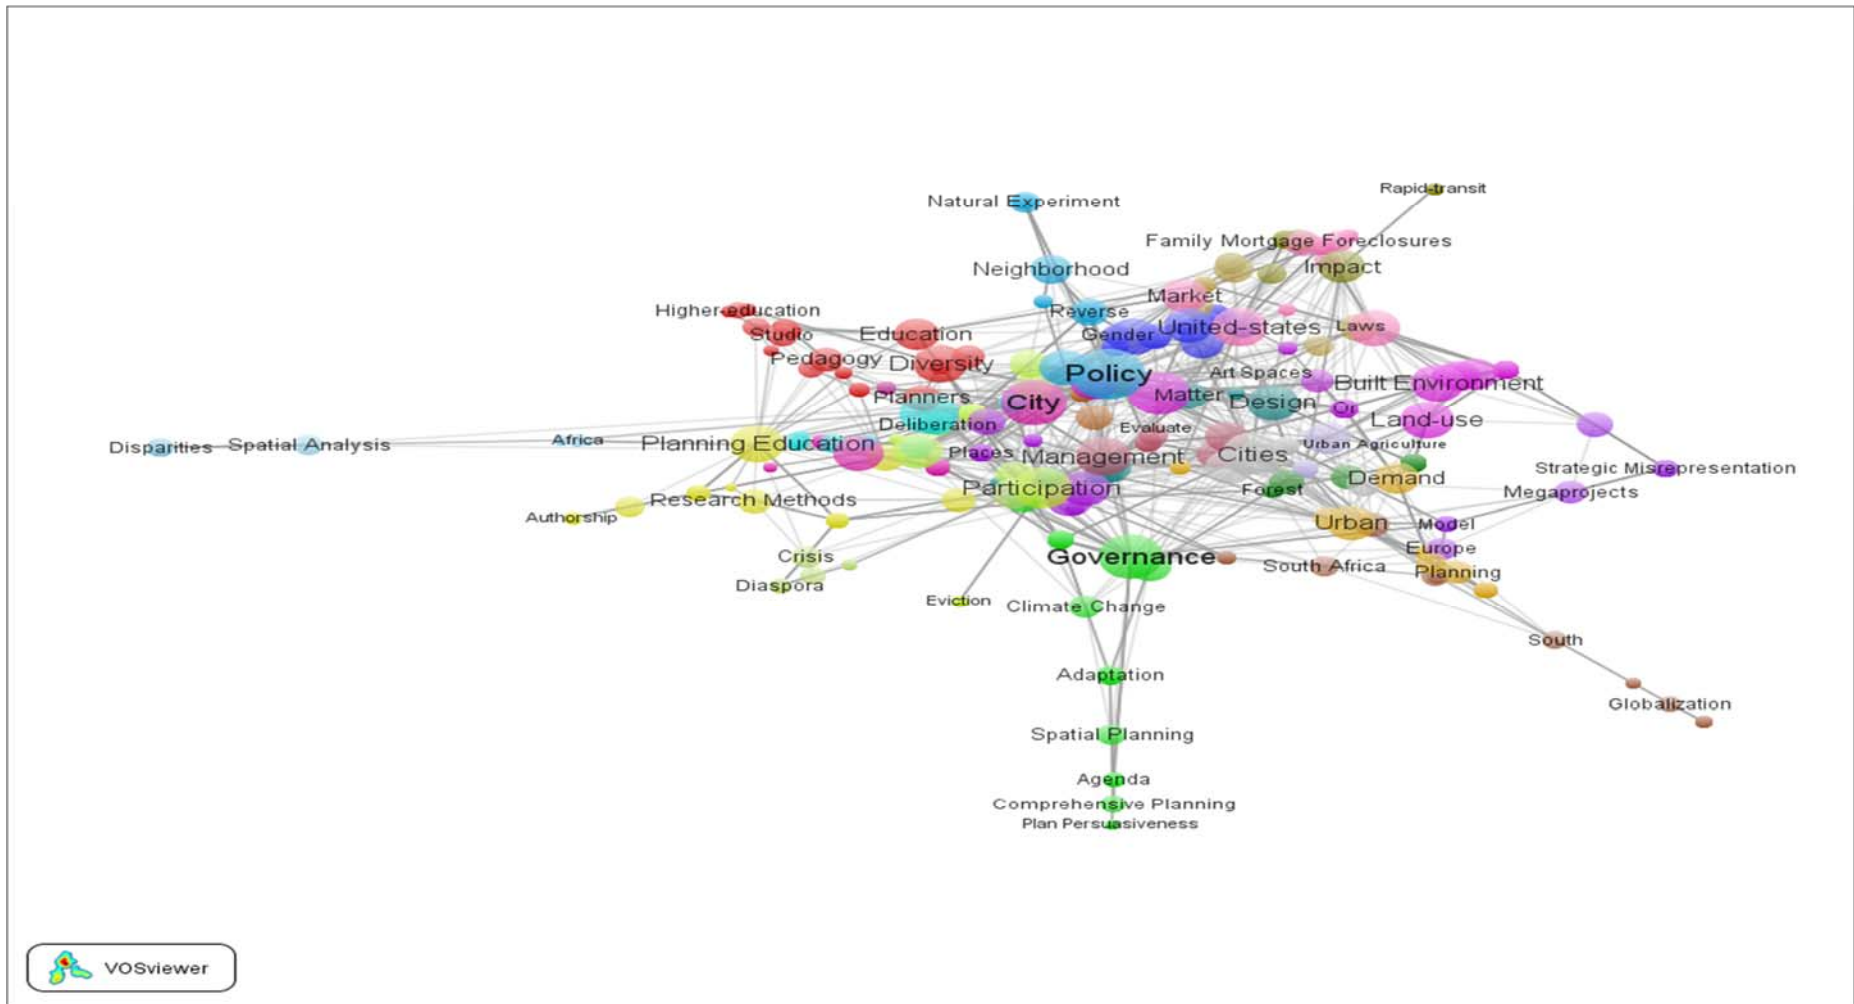 Rapid-transit
Natural Experiment
Family Mortgage Foreclosures
Neighborhood
Impact
Market
Higher-education
Reverse
United-states
Laws
Education
Gender
Studio
Pedagogy
Diversity
Policy
Art Spaces
Built Environment
Planners
City
Matter
Design
Or
Land-use
Deliberation
Evaluate
Africa
Disparities
Spatial Analysis
Planning Education
Places
Management
Cities
Urban Agriculture
Strategic Misrepresentation
Demand
Participation
Forest
Megaprojects
Research Methods
Authorship
Urban
Model
Europe
Crisis
Governance
South Africa
Planning
Diaspora
Eviction
Climate Change
South
Adaptation
Globalization
Spatial Planning
Agenda
Comprehensive Planning
Plan Persuasiveness
VOSviewer